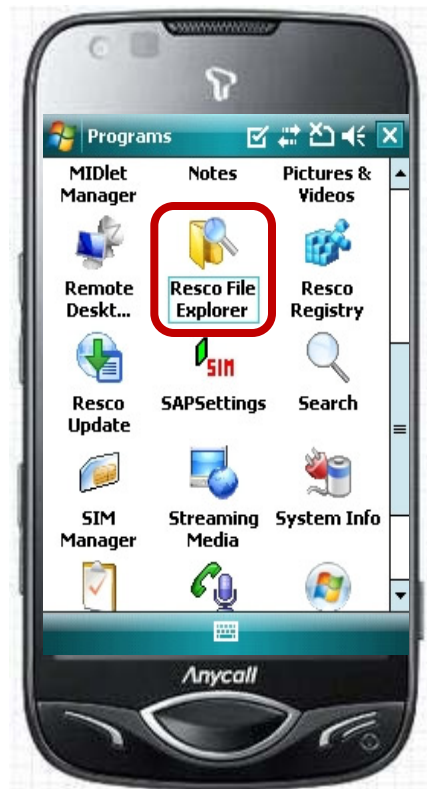 Programs
MIDlet Notes Pictures &
Manager Videos
Remote Resco File Resco
Deskt... Explorer Registry
SIM
Resco SAPSettings Search
Update
SIM Streaming System Info
Manager Media
Anycall